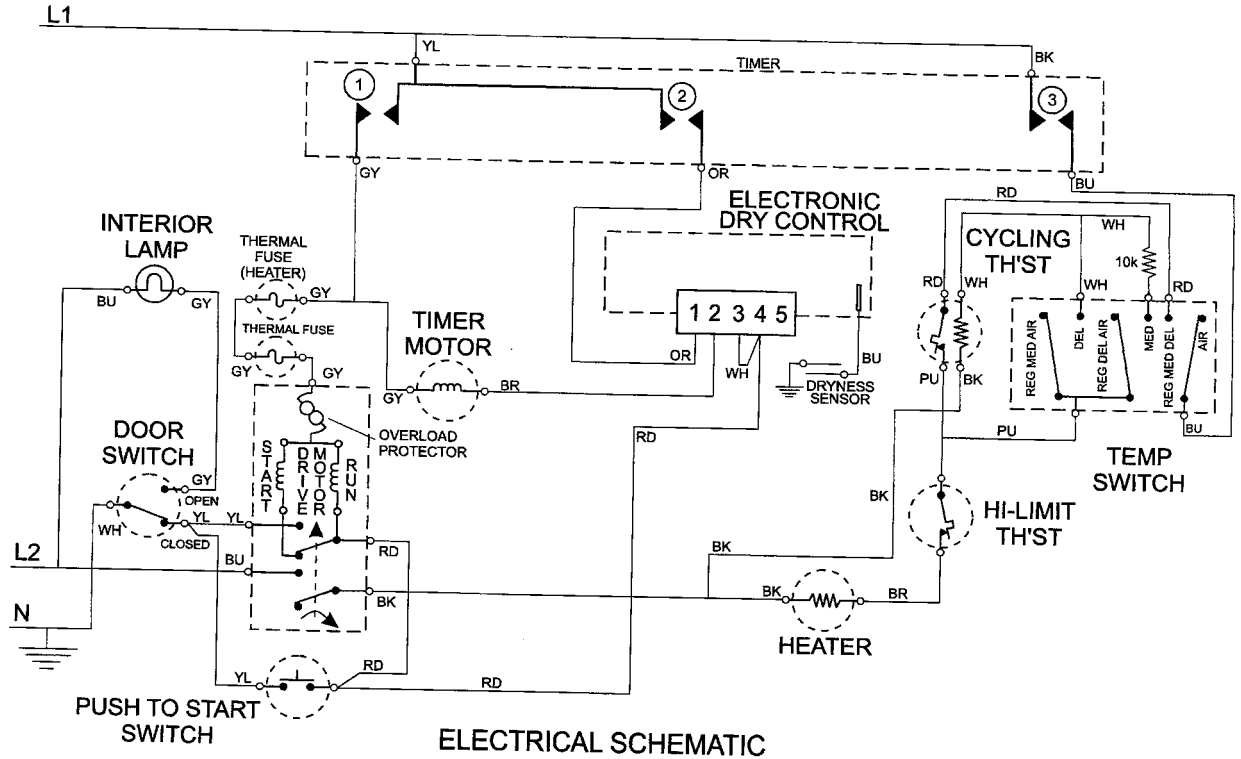 L1
YL
BK
TIMER
1
2
3
GY
OR
BU
RD
ELECTRONIC
DRY CONTROL
INTERIOR
LAMP
BU
GY
THERMAL
FUSE
(HEATER)
GY
THERMAL FUSE
GY
GY
TIMER
MOTOR
GY
BR
1 2 3 4 5
OR
WH
RD
BU
DRYNESS
SENSOR
CYCLING
TH'ST
WH
10k
RD
WH
WH
RD
PU
BK
REG MED AIR
DEL
REG DEL AIR
MED
REG MED DEL
AIR
BU
PU
TEMP
SWITCH
DOOR
SWITCH
GY
OPEN
WH
YL
YL
CLOSED
OVERLOAD
PROTECTOR
START
DRIVE
MOTOR
RUN
BU
RD
BK
BK
BK
HI-LIMIT
TH'ST
L2
N
BK
BR
HEATER
YL
RD
RD
PUSH TO START
SWITCH
ELECTRICAL SCHEMATIC